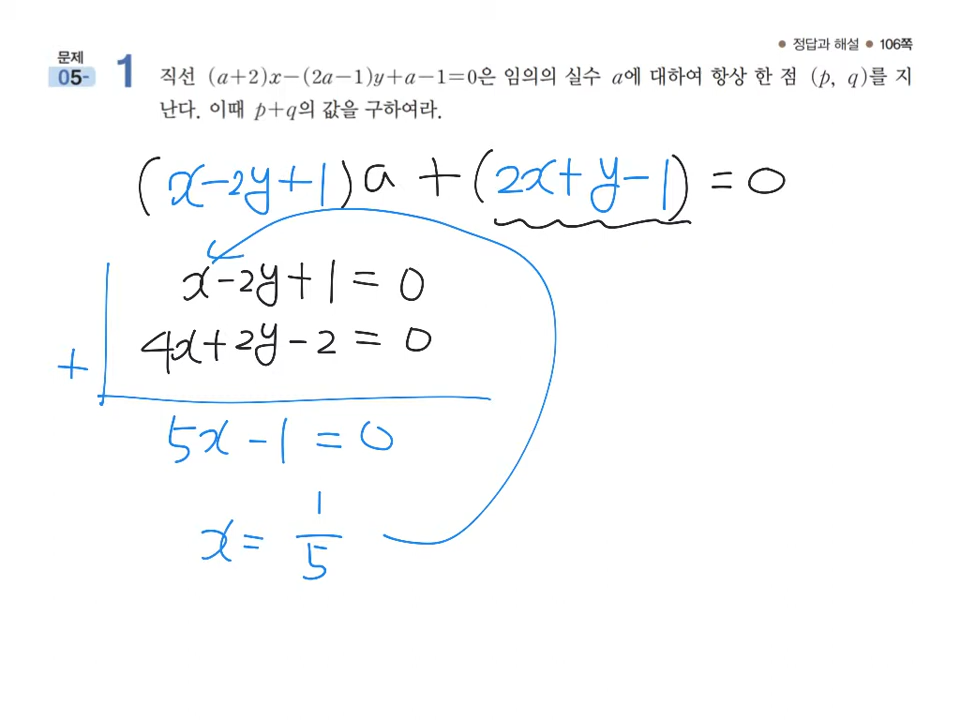 ● 정답과 해설 ● 106쪽
문제
05- 1 직선 (a+2)x-(2a-1)y+a-1=0은 임의의 실수 a에 대하여 항상 한 점 (p, q)를 지
난다. 이때 p+q의 값을 구하여라.
(x-2y+1)a + (2x+y-1) = 0
x-2y+1 = 0
4x+2y-2 = 0
+
5x-1 = 0
x = 1/5